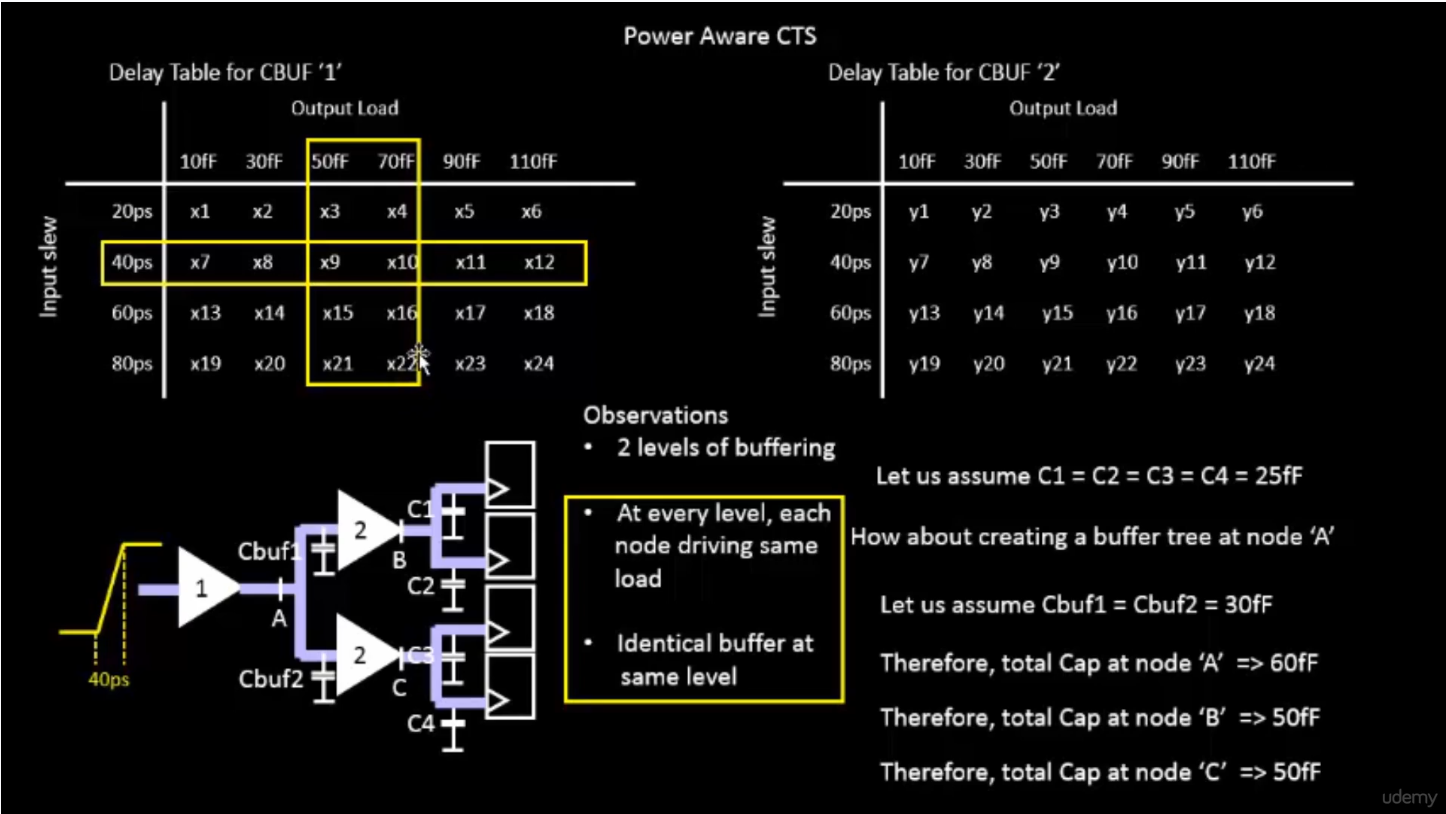 Power Aware CTS
Delay Table for CBUF ‘1’
Output Load
10fF 30fF 50fF 70fF 90fF 110fF
Input slew
20ps x1 x2 x3 x4 x5 x6
40ps x7 x8 x9 x10 x11 x12
60ps x13 x14 x15 x16 x17 x18
80ps x19 x20 x21 x22 x23 x24
Delay Table for CBUF ‘2’
Output Load
10fF 30fF 50fF 70fF 90fF 110fF
Input slew
20ps y1 y2 y3 y4 y5 y6
40ps y7 y8 y9 y10 y11 y12
60ps y13 y14 y15 y16 y17 y18
80ps y19 y20 y21 y22 y23 y24
40ps
1
A
Cbuf1
Cbuf2
2
2
B
C
C1
C2
C3
C4
Observations
• 2 levels of buffering
• At every level, each
node driving same
load
• Identical buffer at
same level
Let us assume C1 = C2 = C3 = C4 = 25fF
How about creating a buffer tree at node ‘A’
Let us assume Cbuf1 = Cbuf2 = 30fF
Therefore, total Cap at node ‘A’ => 60fF
Therefore, total Cap at node ‘B’ => 50fF
Therefore, total Cap at node ‘C’ => 50fF
udemy